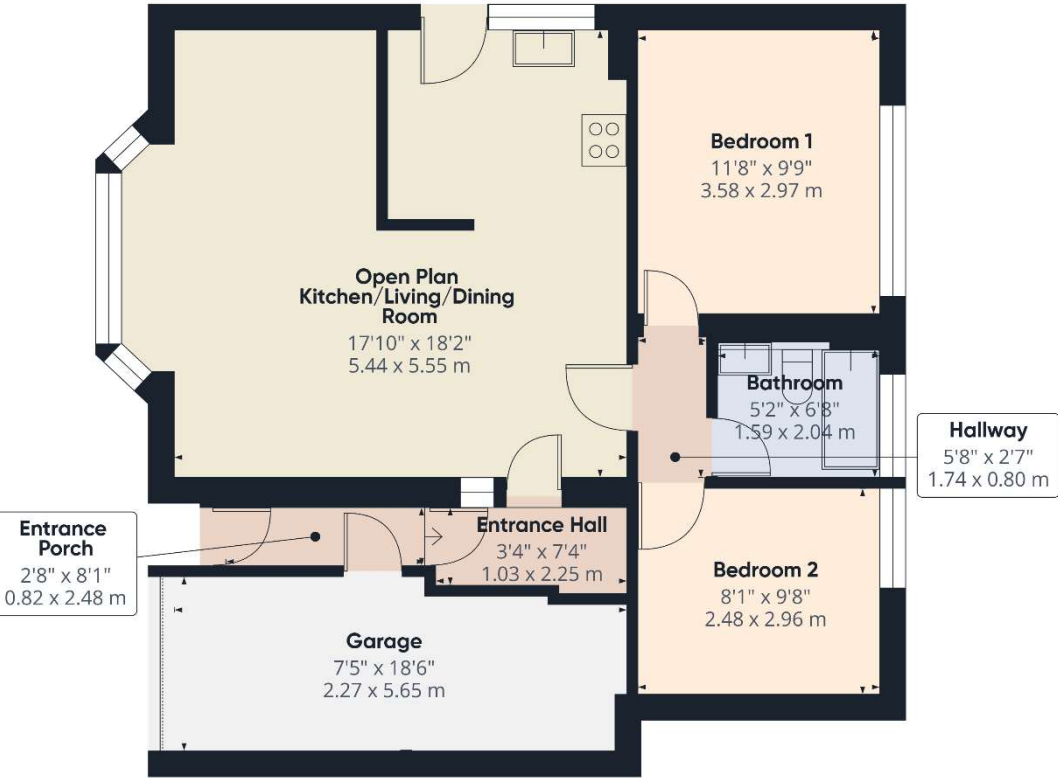 Bedroom 1
11'8" x 9'9"
3.58 x 2.97 m
Open Plan
Kitchen/Living/Dining
Room
17'10" x 18'2"
5.44 x 5.55 m
Bathroom
5'2" x 6'8"
1.59 x 2.04 m
Hallway
5'8" x 2'7"
1.74 x 0.80 m
Entrance
Porch
2'8" x 8'1"
0.82 x 2.48 m
Entrance Hall
3'4" x 7'4"
1.03 x 2.25 m
Bedroom 2
8'1" x 9'8"
2.48 x 2.96 m
Garage
7'5" x 18'6"
2.27 x 5.65 m